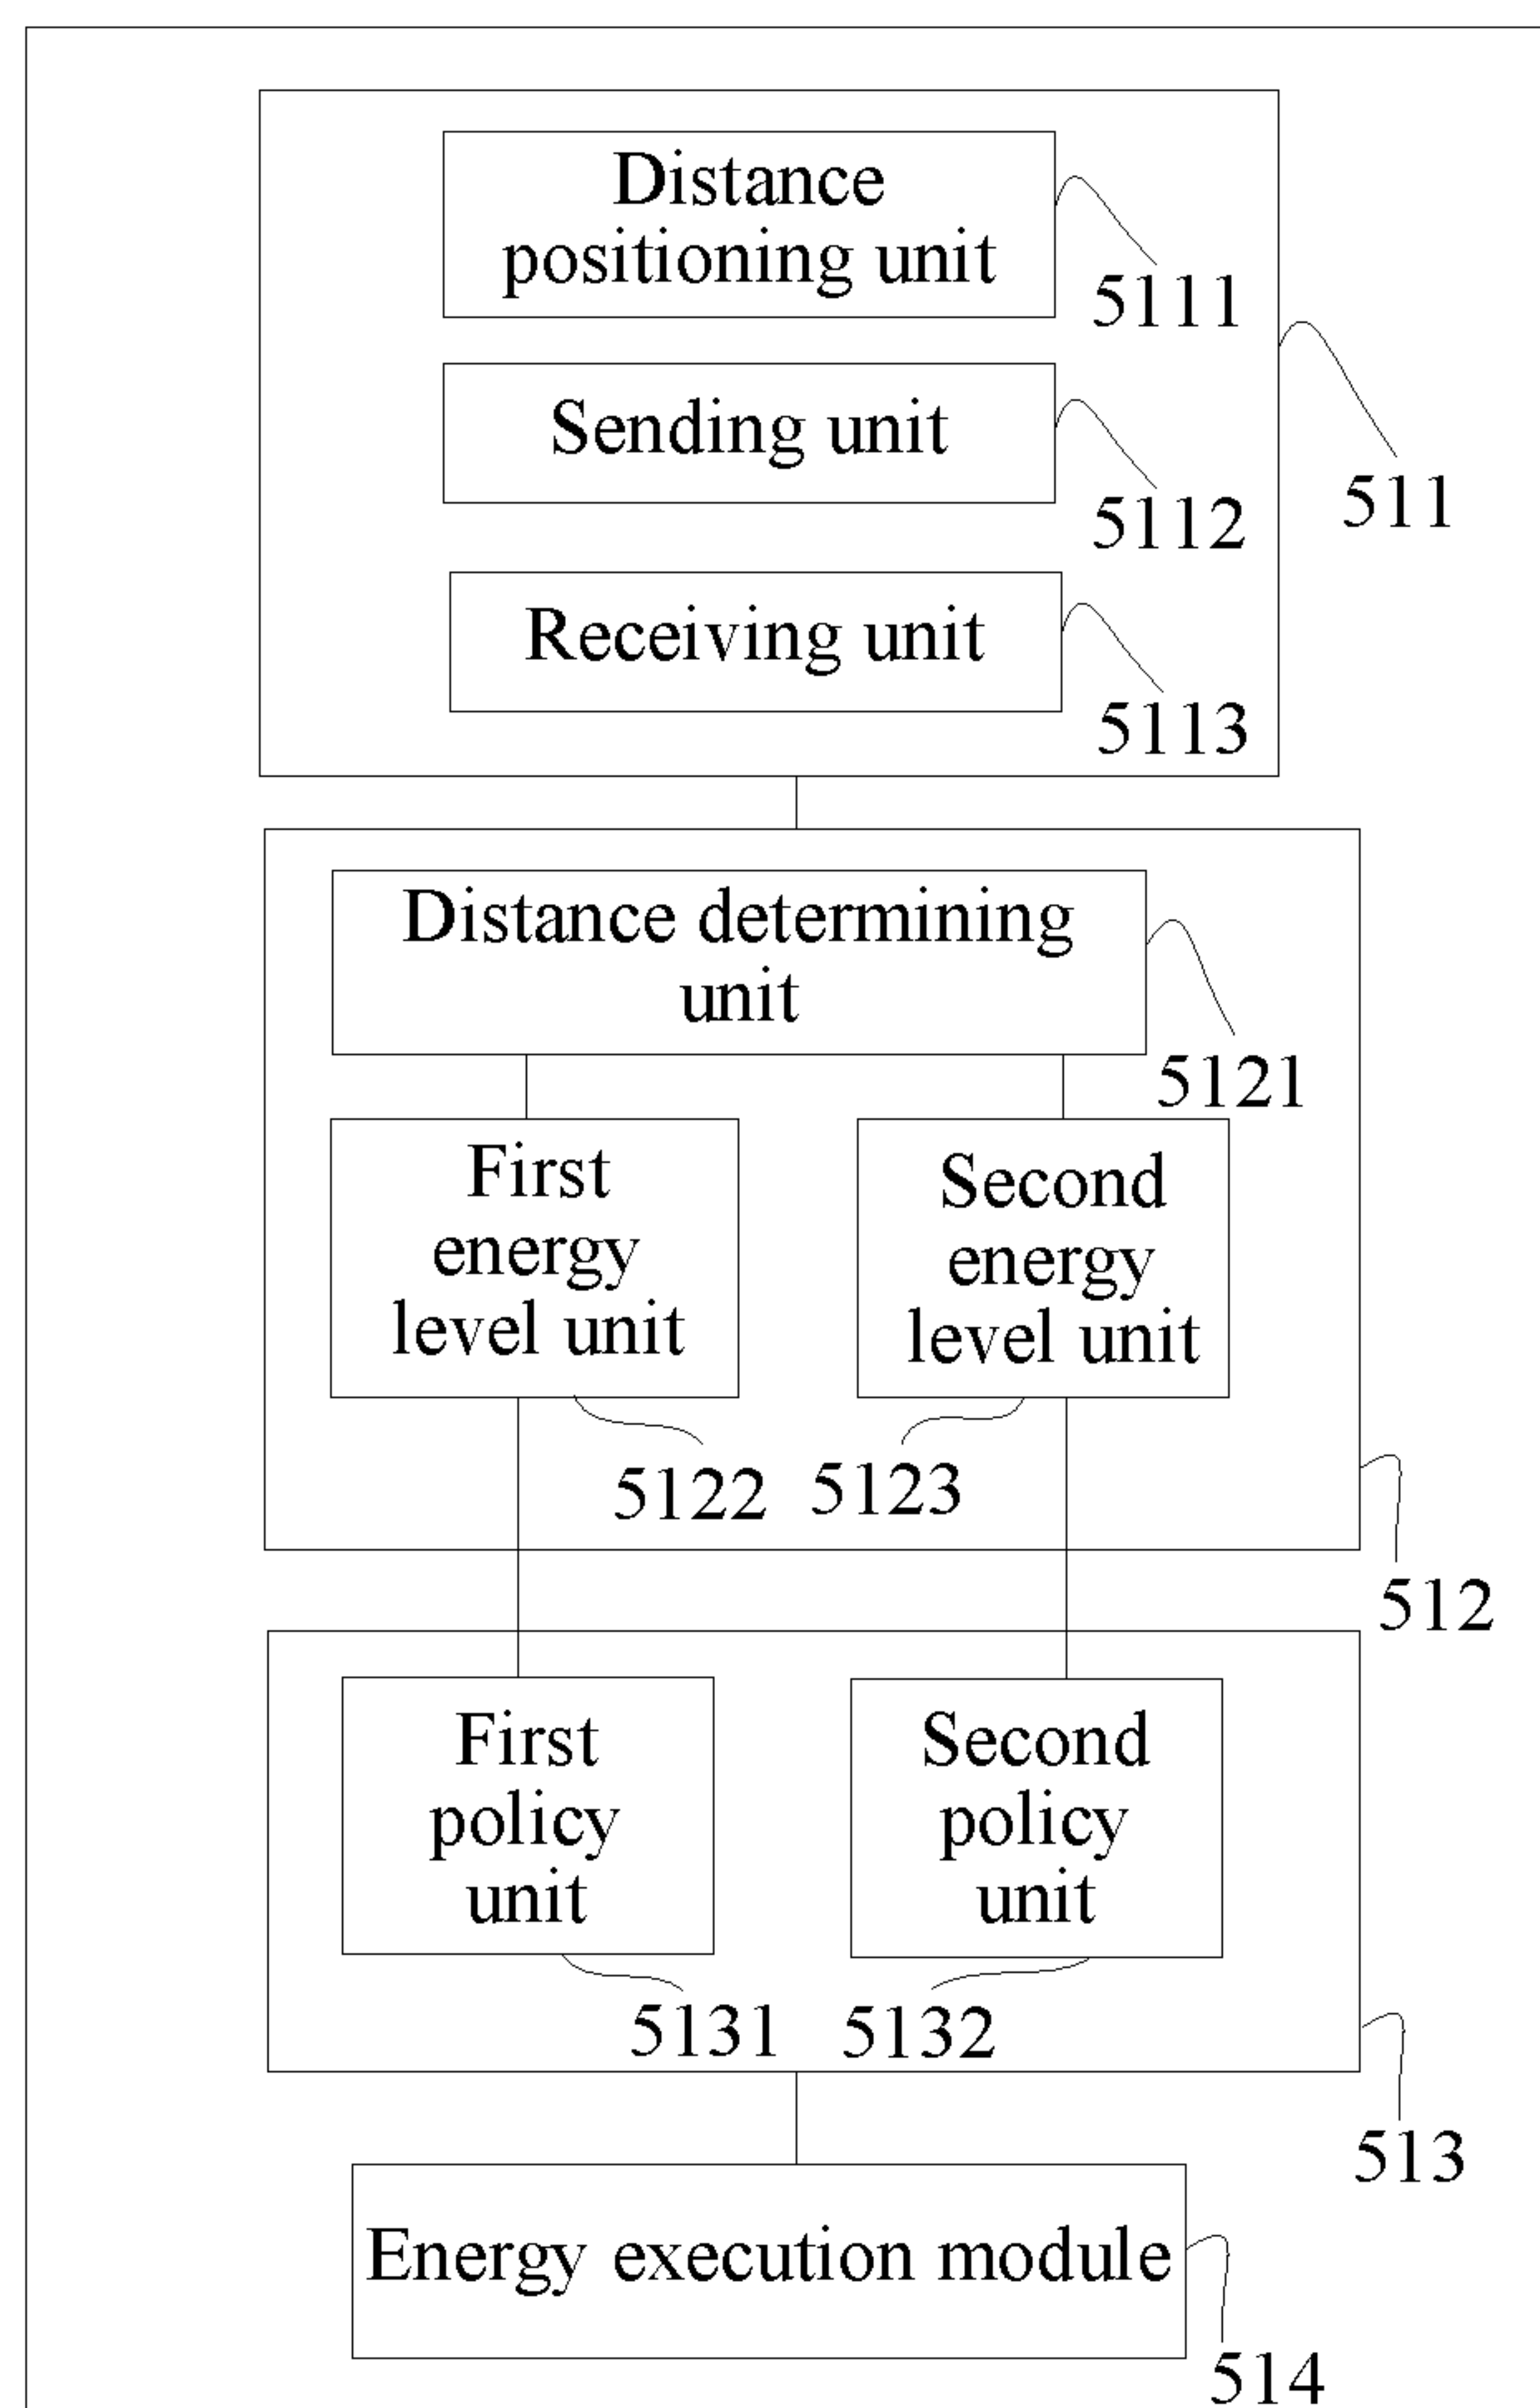 Distance
positioning unit
5111
Sending unit
5112
511
Receiving unit
5113
Distance determining
unit
5121
First
energy
level unit
Second
energy
level unit
5122
5123
512
First
policy
unit
Second
policy
unit
5131
5132
513
Energy execution module
514